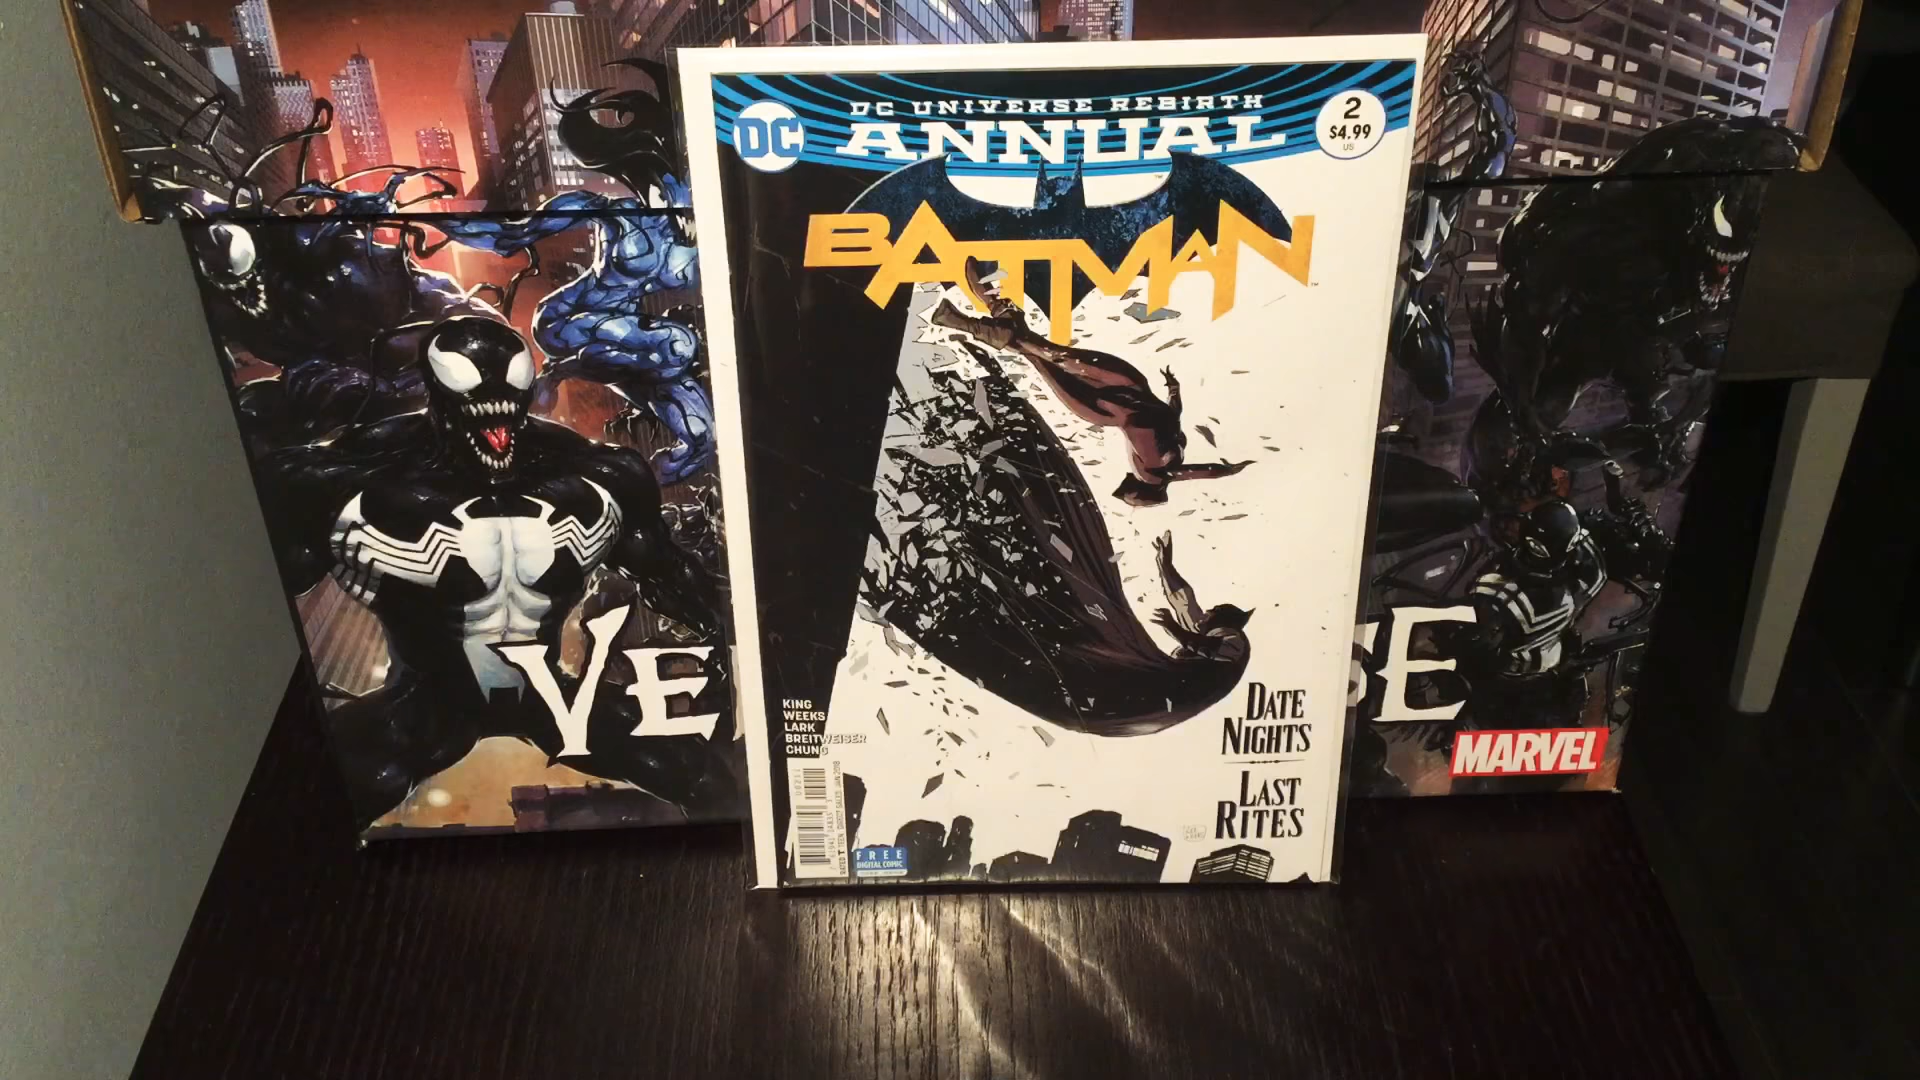 DC UNIVERSE REBIRTH
DC
ANNUAL
2
$4.99
US
BATMAN
KING
WEEKS
LARK
BREITWEISER
CHUNG
DATE
NIGHTS
LAST
RITES
FREE
DIGITAL COMIC
VE
SE
MARVEL